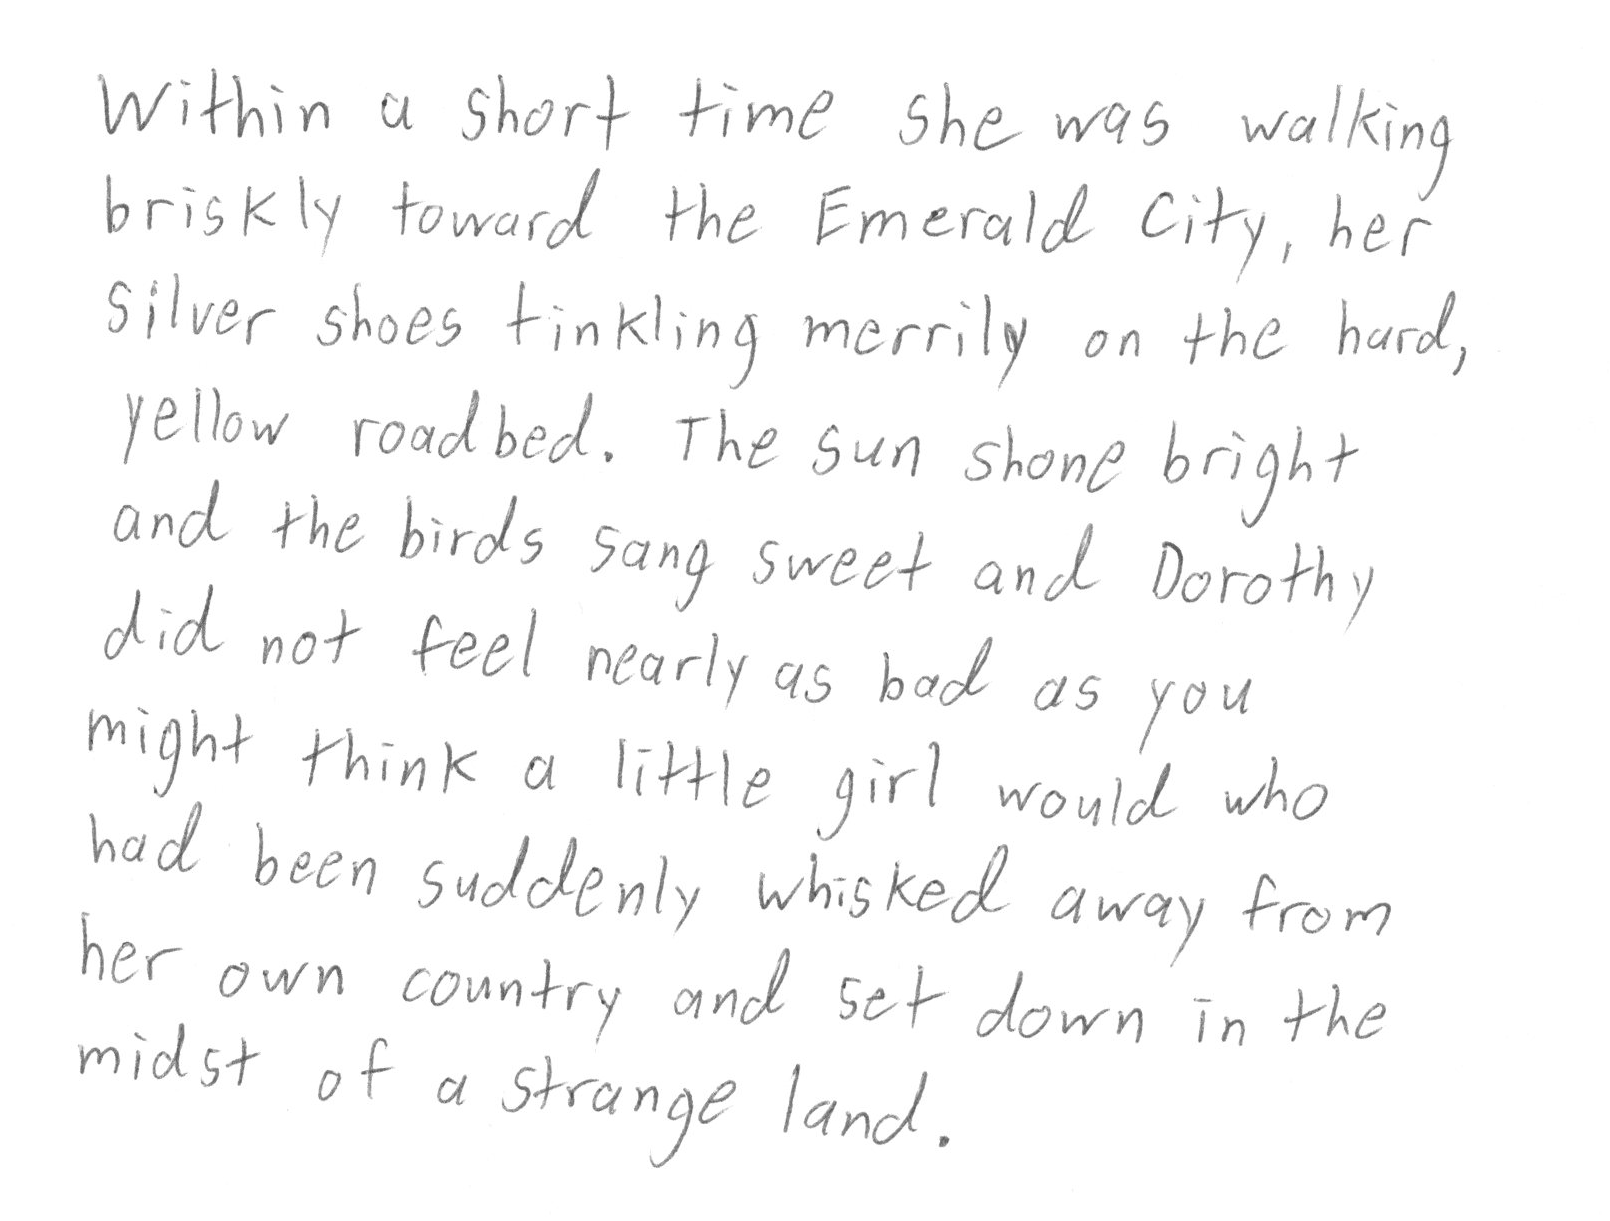 Within a short time she was walking
briskly toward the Emerald City, her
silver shoes tinkling merrily on the hard,
yellow roadbed. The sun shone bright
and the birds sang sweet and Dorothy
did not feel nearly as bad as you
might think a little girl would who
had been suddenly whisked away from
her own country and set down in the
midst of a strange land.